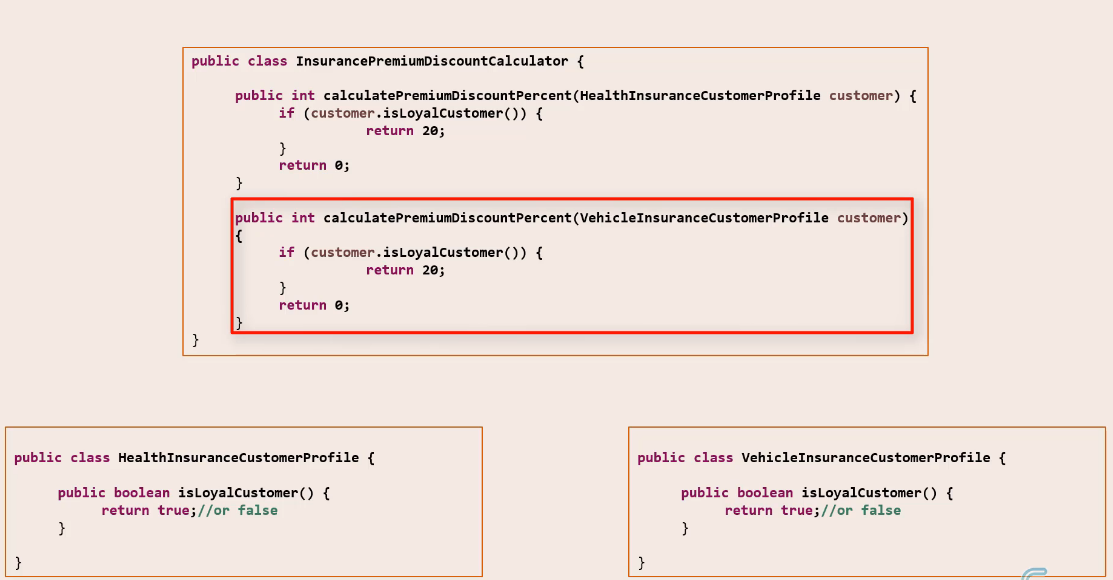 public class InsurancePremiumDiscountCalculator {
public int calculatePremiumDiscountPercent(HealthInsuranceCustomerProfile customer) {
if (customer.isLoyalCustomer()) {
return 20;
}
return 0;
}
public int calculatePremiumDiscountPercent(VehicleInsuranceCustomerProfile customer)
{
if (customer.isLoyalCustomer()) {
return 20;
}
return 0;
}
}
public class HealthInsuranceCustomerProfile {
public boolean isLoyalCustomer() {
return true;//or false
}
}
public class VehicleInsuranceCustomerProfile {
public boolean isLoyalCustomer() {
return true;//or false
}
}